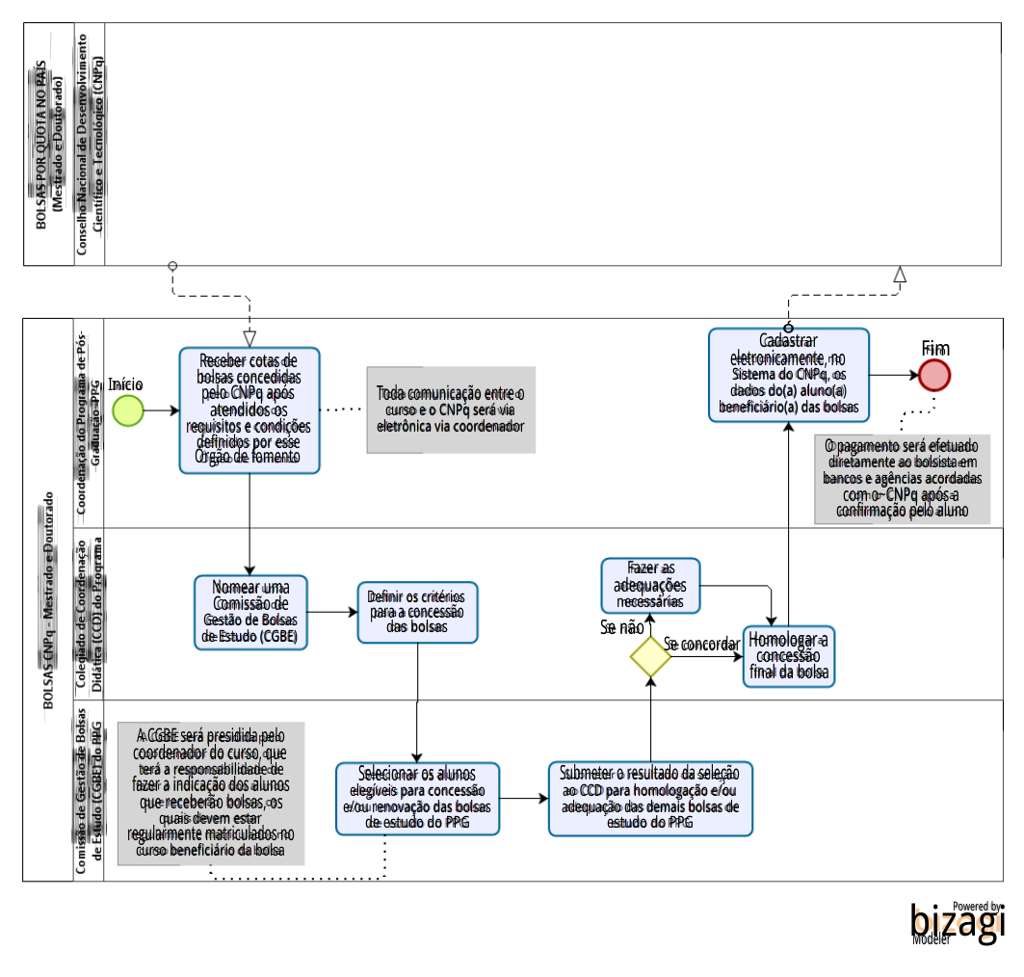 BOLSAS POR QUOTA NO PAÍS
(Mestrado e Doutorado)
Conselho Nacional de Desenvolvimento
Científico e Tecnológico (CNPq)
BOLSAS CNPq - Mestrado e Doutorado
Coordenação do Programa de Pós-
Graduação-PPG
Início
Receber cotas de
bolsas concedidas
pelo CNPq após
atendidos os
requisitos e condições
definidos por esse
Órgão de fomento
Toda comunicação entre o
curso e o CNPq será via
eletrônica via coordenador
Cadastrar
eletronicamente, no
Sistema do CNPq, os
dados do(a) aluno(a)
beneficiário(a) das bolsas
Fim
O pagamento será efetuado
diretamente ao bolsista em
bancos e agências acordadas
com o CNPq após a
confirmação pelo aluno
Colegiado de Coordenação
Didática (CCD) do Programa
Nomear uma
Comissão de
Gestão de Bolsas
de Estudo (CGBE)
Definir os critérios
para a concessão
das bolsas
Fazer as
adequações
necessárias
Se não
Se concordar
Homologar a
concessão
final da bolsa
Comissão de Gestão de Bolsas
de Estudo (CGBE) do PPG
A CGBE será presidida pelo
coordenador do curso, que
terá a responsabilidade de
fazer a indicação dos alunos
que receberão bolsas, os
quais devem estar
regularmente matriculados no
curso beneficiário da bolsa
Selecionar os alunos
elegíveis para concessão
e/ou renovação das bolsas
de estudo do PPG
Submeter o resultado da seleção
ao CCD para homologação e/ou
adequação das demais bolsas de
estudo do PPG
Powered by
bizagi
Modeler